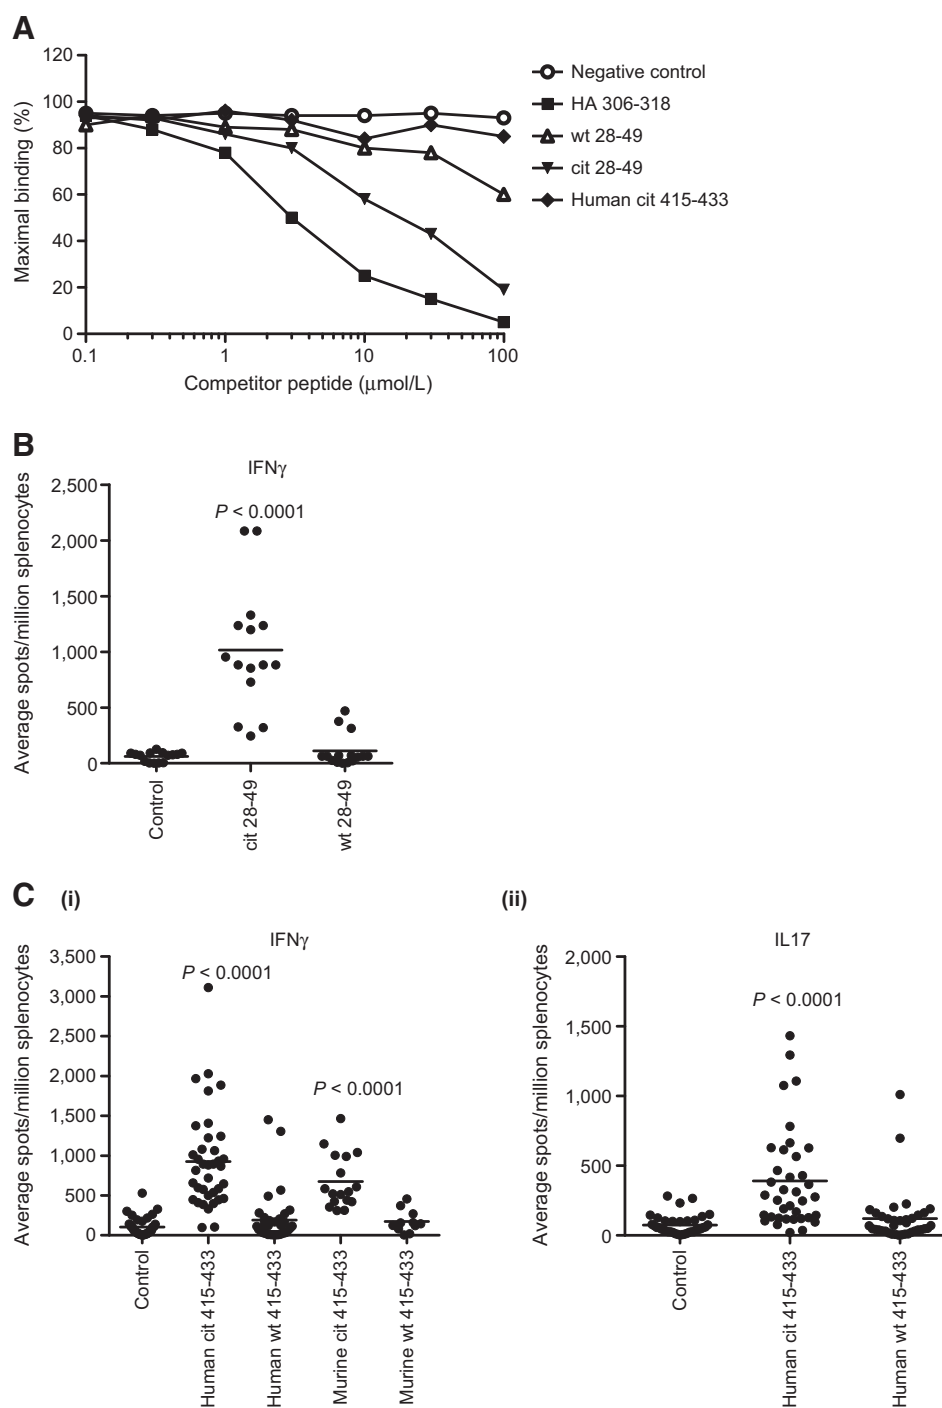 A
Maximal binding (%)
120
100
80
60
40
20
0
0.1 1 10 100
Competitor peptide (μmol/L)
Negative control
HA 306-318
wt 28-49
cit 28-49
Human cit 415-433
B
IFNγ
P < 0.0001
Average spots/million splenocytes
2,500
2,000
1,500
1,000
500
0
Control
cit 28-49
wt 28-49
C
(i)
IFNγ
P < 0.0001
P < 0.0001
Average spots/million splenocytes
3,500
3,000
2,500
2,000
1,500
1,000
500
0
Control
Human cit 415-433
Human wt 415-433
Murine cit 415-433
Murine wt 415-433
(ii)
IL17
P < 0.0001
Average spots/million splenocytes
2,000
1,500
1,000
500
0
Control
Human cit 415-433
Human wt 415-433